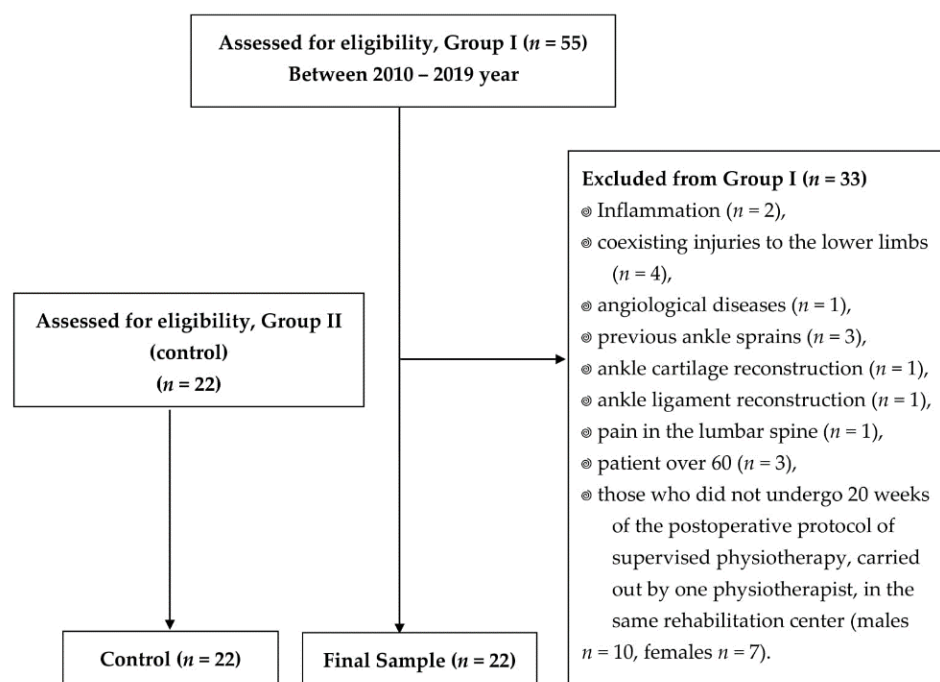 Assessed for eligibility, Group I (n = 55)
Between 2010 – 2019 year
Excluded from Group I (n = 33)
Inflammation (n = 2),
coexisting injuries to the lower limbs
(n = 4),
angiological diseases (n = 1),
previous ankle sprains (n = 3),
ankle cartilage reconstruction (n = 1),
ankle ligament reconstruction (n = 1),
pain in the lumbar spine (n = 1),
patient over 60 (n = 3),
those who did not undergo 20 weeks
of the postoperative protocol of
supervised physiotherapy, carried
out by one physiotherapist, in the
same rehabilitation center (males
n = 10, females n = 7).
Assessed for eligibility, Group II
(control)
(n = 22)
Control (n = 22)
Final Sample (n = 22)